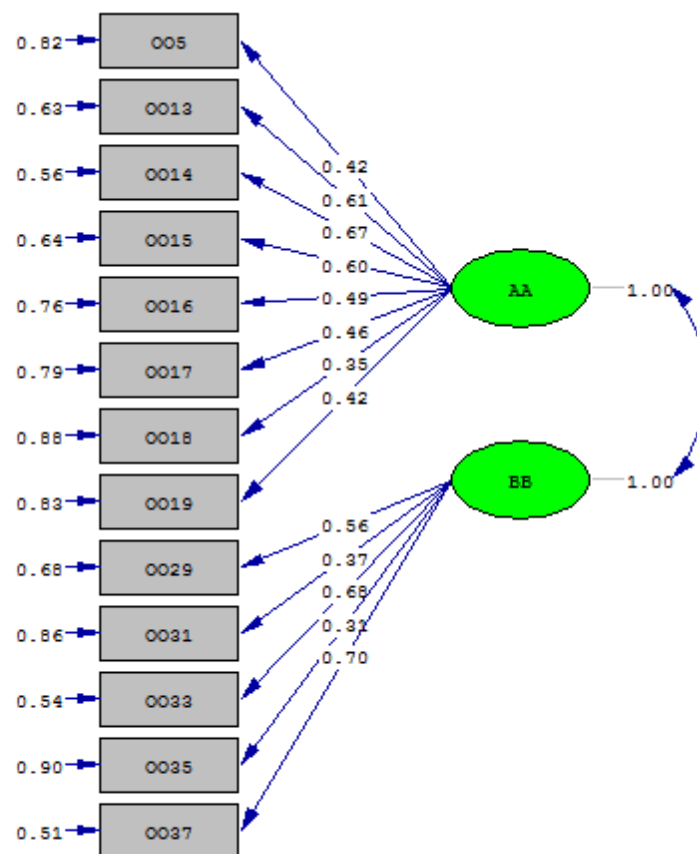 0.82 OO5
0.63 OO13
0.56 OO14
0.64 OO15
0.76 OO16
0.79 OO17
0.88 OO18
0.83 OO19
0.68 OO29
0.86 OO31
0.54 OO33
0.90 OO35
0.51 OO37
0.42
0.61
0.67
0.60
0.49
0.46
0.35
0.42
0.56
0.37
0.68
0.31
0.70
AA 1.00
BB 1.00